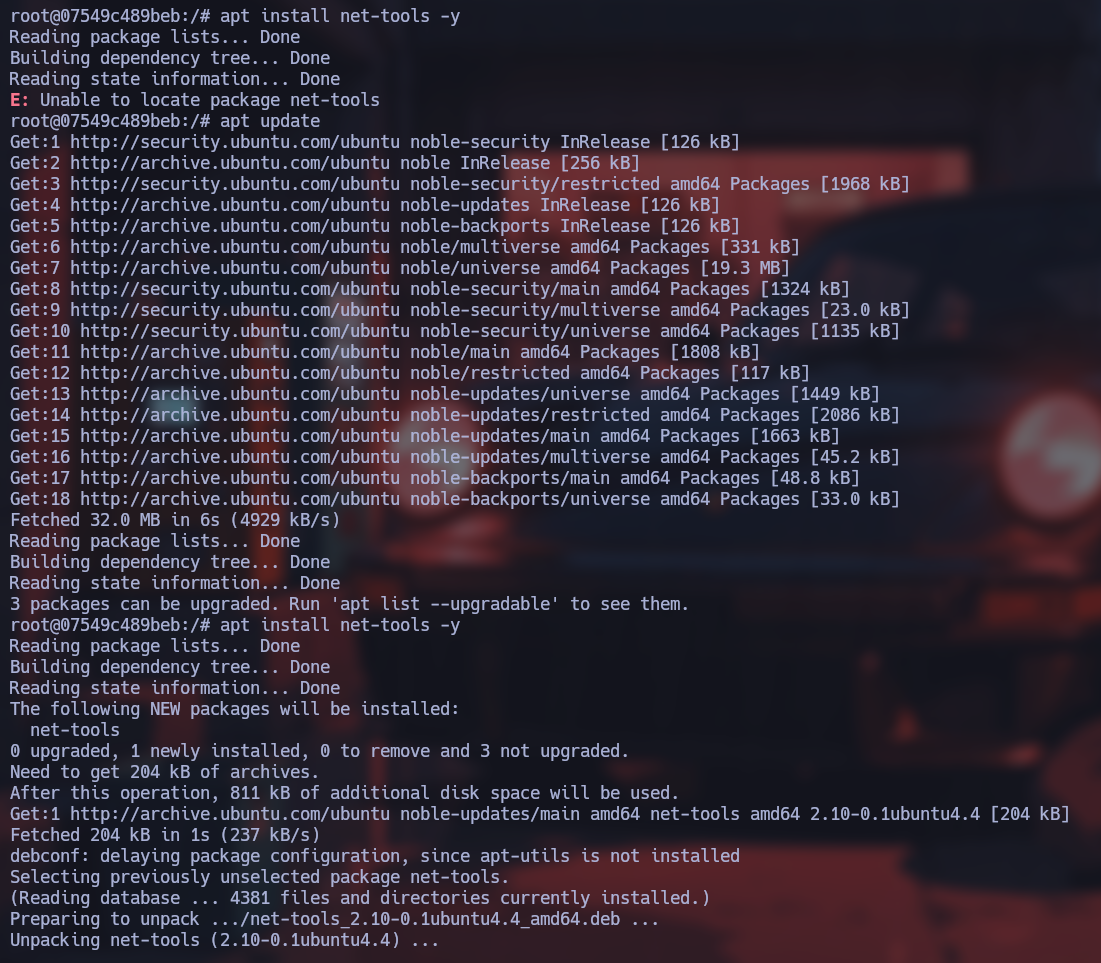 root@07549c489beb:/# apt install net-tools -y
Reading package lists... Done
Building dependency tree... Done
Reading state information... Done
E: Unable to locate package net-tools
root@07549c489beb:/# apt update
Get:1 http://security.ubuntu.com/ubuntu noble-security InRelease [126 kB]
Get:2 http://archive.ubuntu.com/ubuntu noble InRelease [256 kB]
Get:3 http://security.ubuntu.com/ubuntu noble-security/restricted amd64 Packages [1968 kB]
Get:4 http://archive.ubuntu.com/ubuntu noble-updates InRelease [126 kB]
Get:5 http://archive.ubuntu.com/ubuntu noble-backports InRelease [126 kB]
Get:6 http://archive.ubuntu.com/ubuntu noble/multiverse amd64 Packages [331 kB]
Get:7 http://archive.ubuntu.com/ubuntu noble/universe amd64 Packages [19.3 MB]
Get:8 http://security.ubuntu.com/ubuntu noble-security/main amd64 Packages [1324 kB]
Get:9 http://security.ubuntu.com/ubuntu noble-security/multiverse amd64 Packages [23.0 kB]
Get:10 http://security.ubuntu.com/ubuntu noble-security/universe amd64 Packages [1135 kB]
Get:11 http://archive.ubuntu.com/ubuntu noble/main amd64 Packages [1808 kB]
Get:12 http://archive.ubuntu.com/ubuntu noble/restricted amd64 Packages [117 kB]
Get:13 http://archive.ubuntu.com/ubuntu noble-updates/universe amd64 Packages [1449 kB]
Get:14 http://archive.ubuntu.com/ubuntu noble-updates/restricted amd64 Packages [2086 kB]
Get:15 http://archive.ubuntu.com/ubuntu noble-updates/main amd64 Packages [1663 kB]
Get:16 http://archive.ubuntu.com/ubuntu noble-updates/multiverse amd64 Packages [45.2 kB]
Get:17 http://archive.ubuntu.com/ubuntu noble-backports/main amd64 Packages [48.8 kB]
Get:18 http://archive.ubuntu.com/ubuntu noble-backports/universe amd64 Packages [33.0 kB]
Fetched 32.0 MB in 6s (4929 kB/s)
Reading package lists... Done
Building dependency tree... Done
Reading state information... Done
3 packages can be upgraded. Run 'apt list --upgradable' to see them.
root@07549c489beb:/# apt install net-tools -y
Reading package lists... Done
Building dependency tree... Done
Reading state information... Done
The following NEW packages will be installed:
  net-tools
0 upgraded, 1 newly installed, 0 to remove and 3 not upgraded.
Need to get 204 kB of archives.
After this operation, 811 kB of additional disk space will be used.
Get:1 http://archive.ubuntu.com/ubuntu noble-updates/main amd64 net-tools amd64 2.10-0.1ubuntu4.4 [204 kB]
Fetched 204 kB in 1s (237 kB/s)
debconf: delaying package configuration, since apt-utils is not installed
Selecting previously unselected package net-tools.
(Reading database ... 4381 files and directories currently installed.)
Preparing to unpack .../net-tools_2.10-0.1ubuntu4.4_amd64.deb ...
Unpacking net-tools (2.10-0.1ubuntu4.4) ...